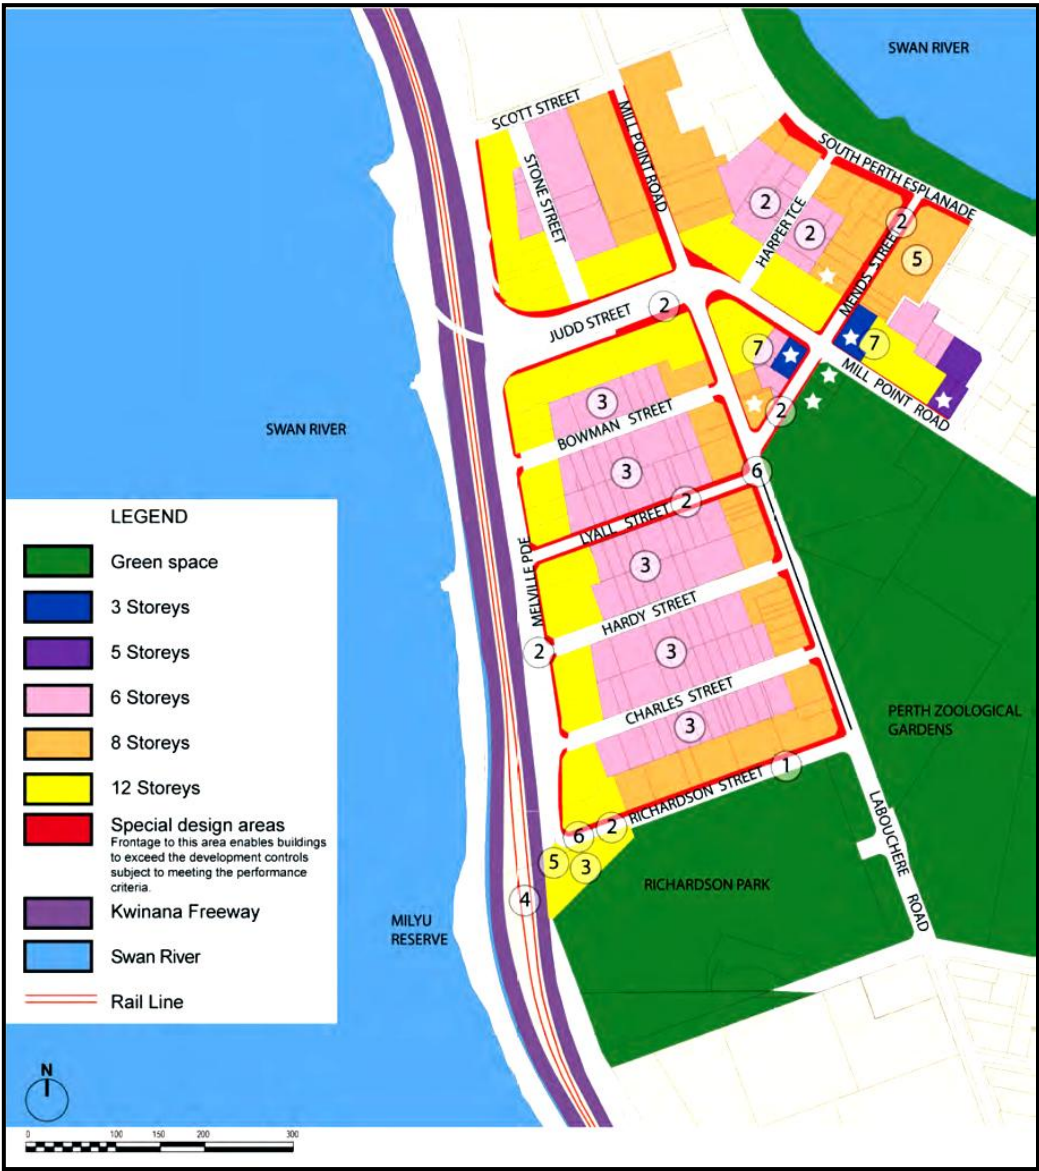 SWAN RIVER
SCOTT STREET
MILL POINT ROAD
STONE STREET
SOUTH PERTH ESPLANADE
2
HARPER TCE
2
2
5
MENDS STREET
JUDD STREET
2
7
7
MILL POINT ROAD
3
BOWMAN STREET
2
SWAN RIVER
3
6
2
LYALL STREET
MELVILLE PDE
3
HARDY STREET
2
3
CHARLES STREET
3
PERTH ZOOLOGICAL
GARDENS
1
RICHARDSON STREET
2
6
5
3
4
LABOUCHERE ROAD
RICHARDSON PARK
MILYU
RESERVE
LEGEND
Green space
3 Storeys
5 Storeys
6 Storeys
8 Storeys
12 Storeys
Special design areas
Frontage to this area enables buildings
to exceed the development controls
subject to meeting the performance
criteria.
Kwinana Freeway
Swan River
Rail Line
N
0 100 150 200 300